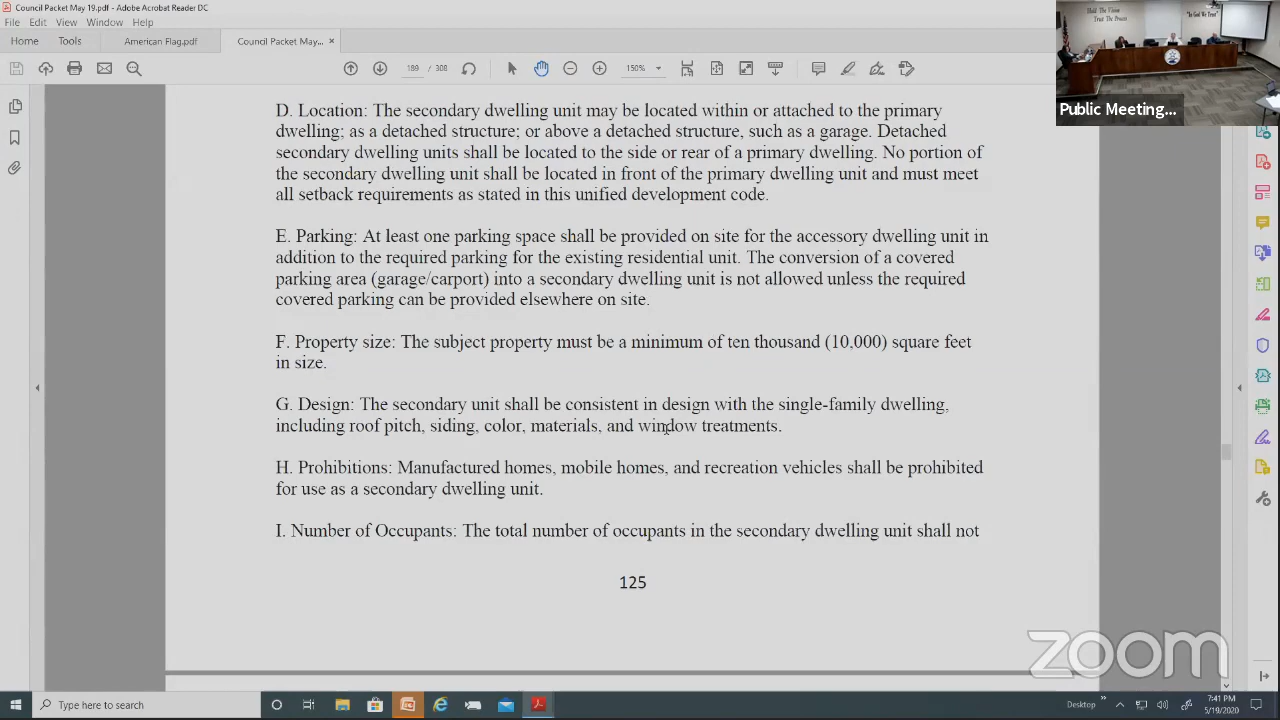 Council Packet May 19.pdf - Adobe Acrobat Reader DC
File Edit View Window Help
Home Tools American Flag.pdf Council Packet May... ×
189 / 308 150%
Hold The Vision
Trust The Process
"In God We Trust"
Public Meeting...
D. Location: The secondary dwelling unit may be located within or attached to the primary
dwelling; as a detached structure; or above a detached structure, such as a garage. Detached
secondary dwelling units shall be located to the side or rear of a primary dwelling. No portion of
the secondary dwelling unit shall be located in front of the primary dwelling unit and must meet
all setback requirements as stated in this unified development code.
E. Parking: At least one parking space shall be provided on site for the accessory dwelling unit in
addition to the required parking for the existing residential unit. The conversion of a covered
parking area (garage/carport) into a secondary dwelling unit is not allowed unless the required
covered parking can be provided elsewhere on site.
F. Property size: The subject property must be a minimum of ten thousand (10,000) square feet
in size.
G. Design: The secondary unit shall be consistent in design with the single-family dwelling,
including roof pitch, siding, color, materials, and window treatments.
H. Prohibitions: Manufactured homes, mobile homes, and recreation vehicles shall be prohibited
for use as a secondary dwelling unit.
I. Number of Occupants: The total number of occupants in the secondary dwelling unit shall not
125
zoom
Type here to search
Desktop
7:41 PM
5/19/2020